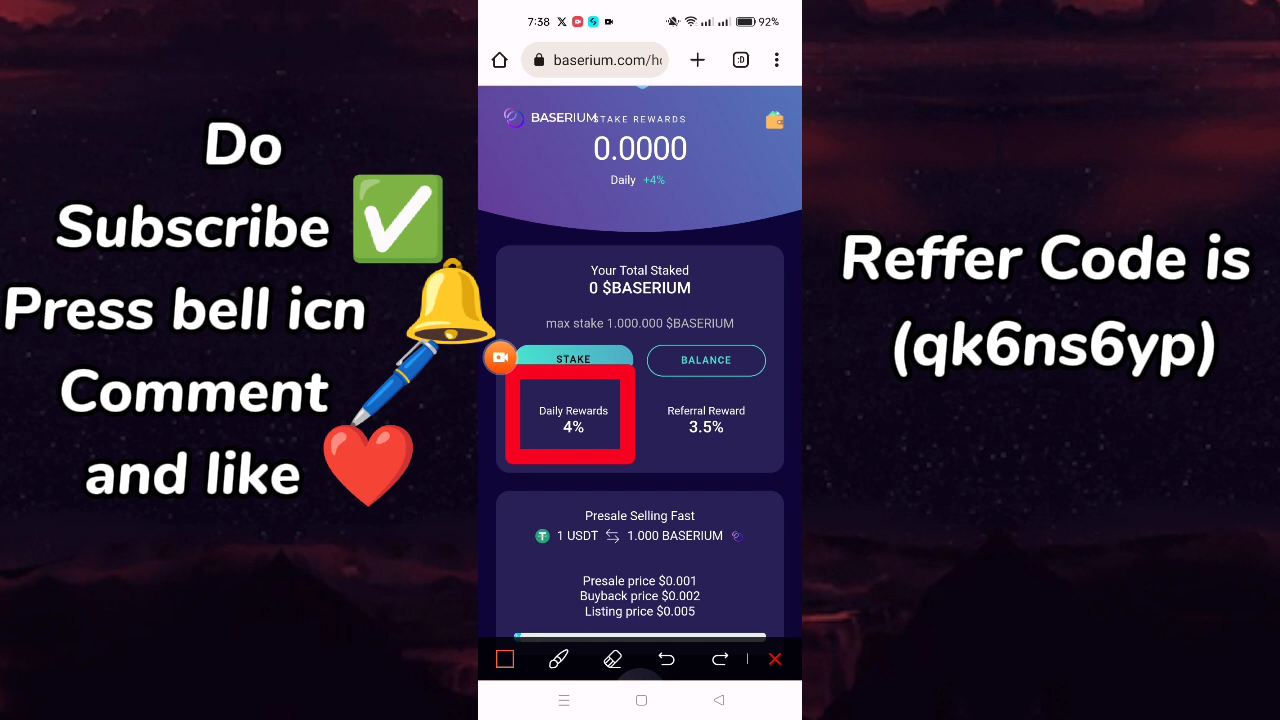 Do
Subscribe
Press bell icn
Comment
and like
7:38
92%
baserium.com/h
:D
BASERIUM
STAKE REWARDS
0.0000
Daily +4%
Your Total Staked
0 $BASERIUM
max stake 1.000.000 $BASERIUM
STAKE
BALANCE
Daily Rewards
4%
Referral Reward
3.5%
Presale Selling Fast
1 USDT 1.000 BASERIUM
Presale price $0.001
Buyback price $0.002
Listing price $0.005
Reffer Code is
(qk6ns6yp)